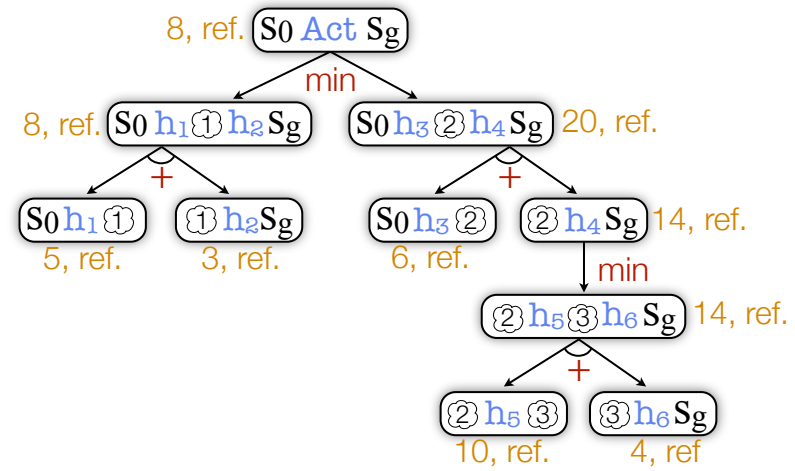 8, ref. S0 Act Sg
min
8, ref. S0 h1 1 h2 Sg S0 h3 2 h4 Sg 20, ref.
+ +
S0 h1 1 1 h2 Sg S0 h3 2 2 h4 Sg 14, ref.
5, ref. 3, ref. 6, ref.
min
2 h5 3 h6 Sg 14, ref.
+
2 h5 3 3 h6 Sg
10, ref. 4, ref